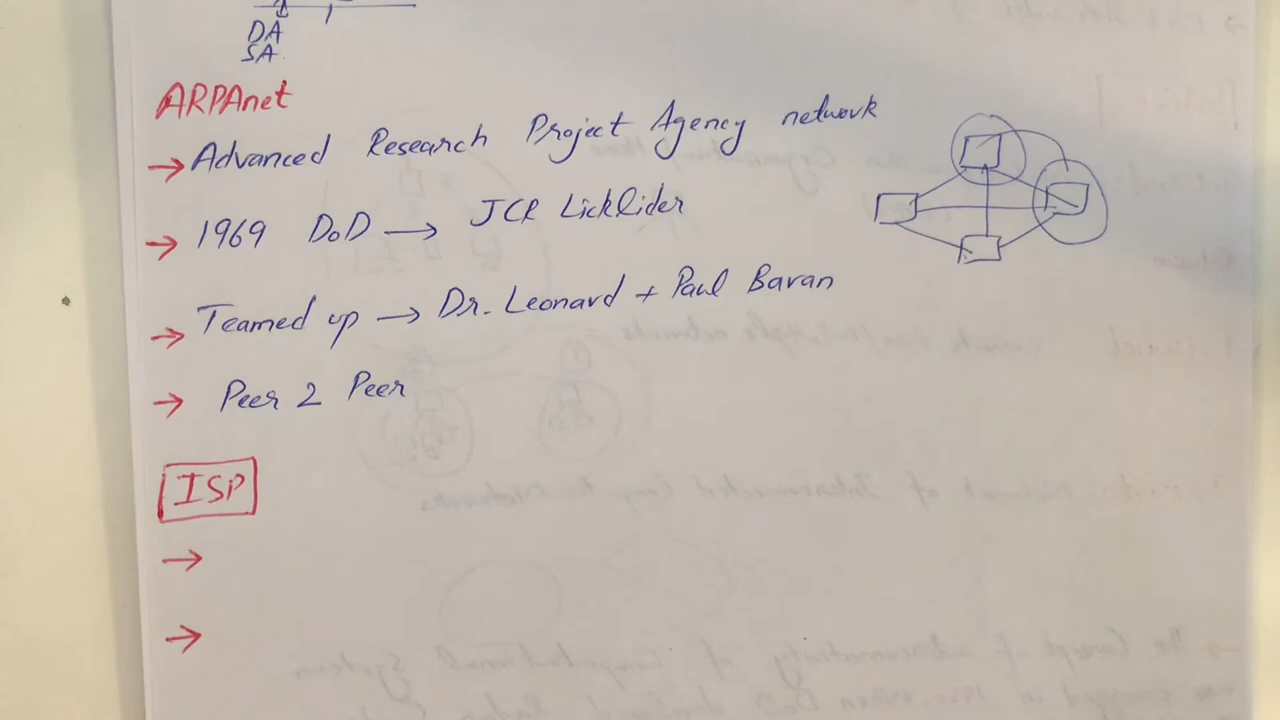 DA
SA
ARPAnet
→ Advanced Research Project Agency network
→ 1969 DoD → JCR Licklider
→ Teamed up → Dr. Leonard + Paul Baran
→ Peer 2 Peer
ISP
→
→